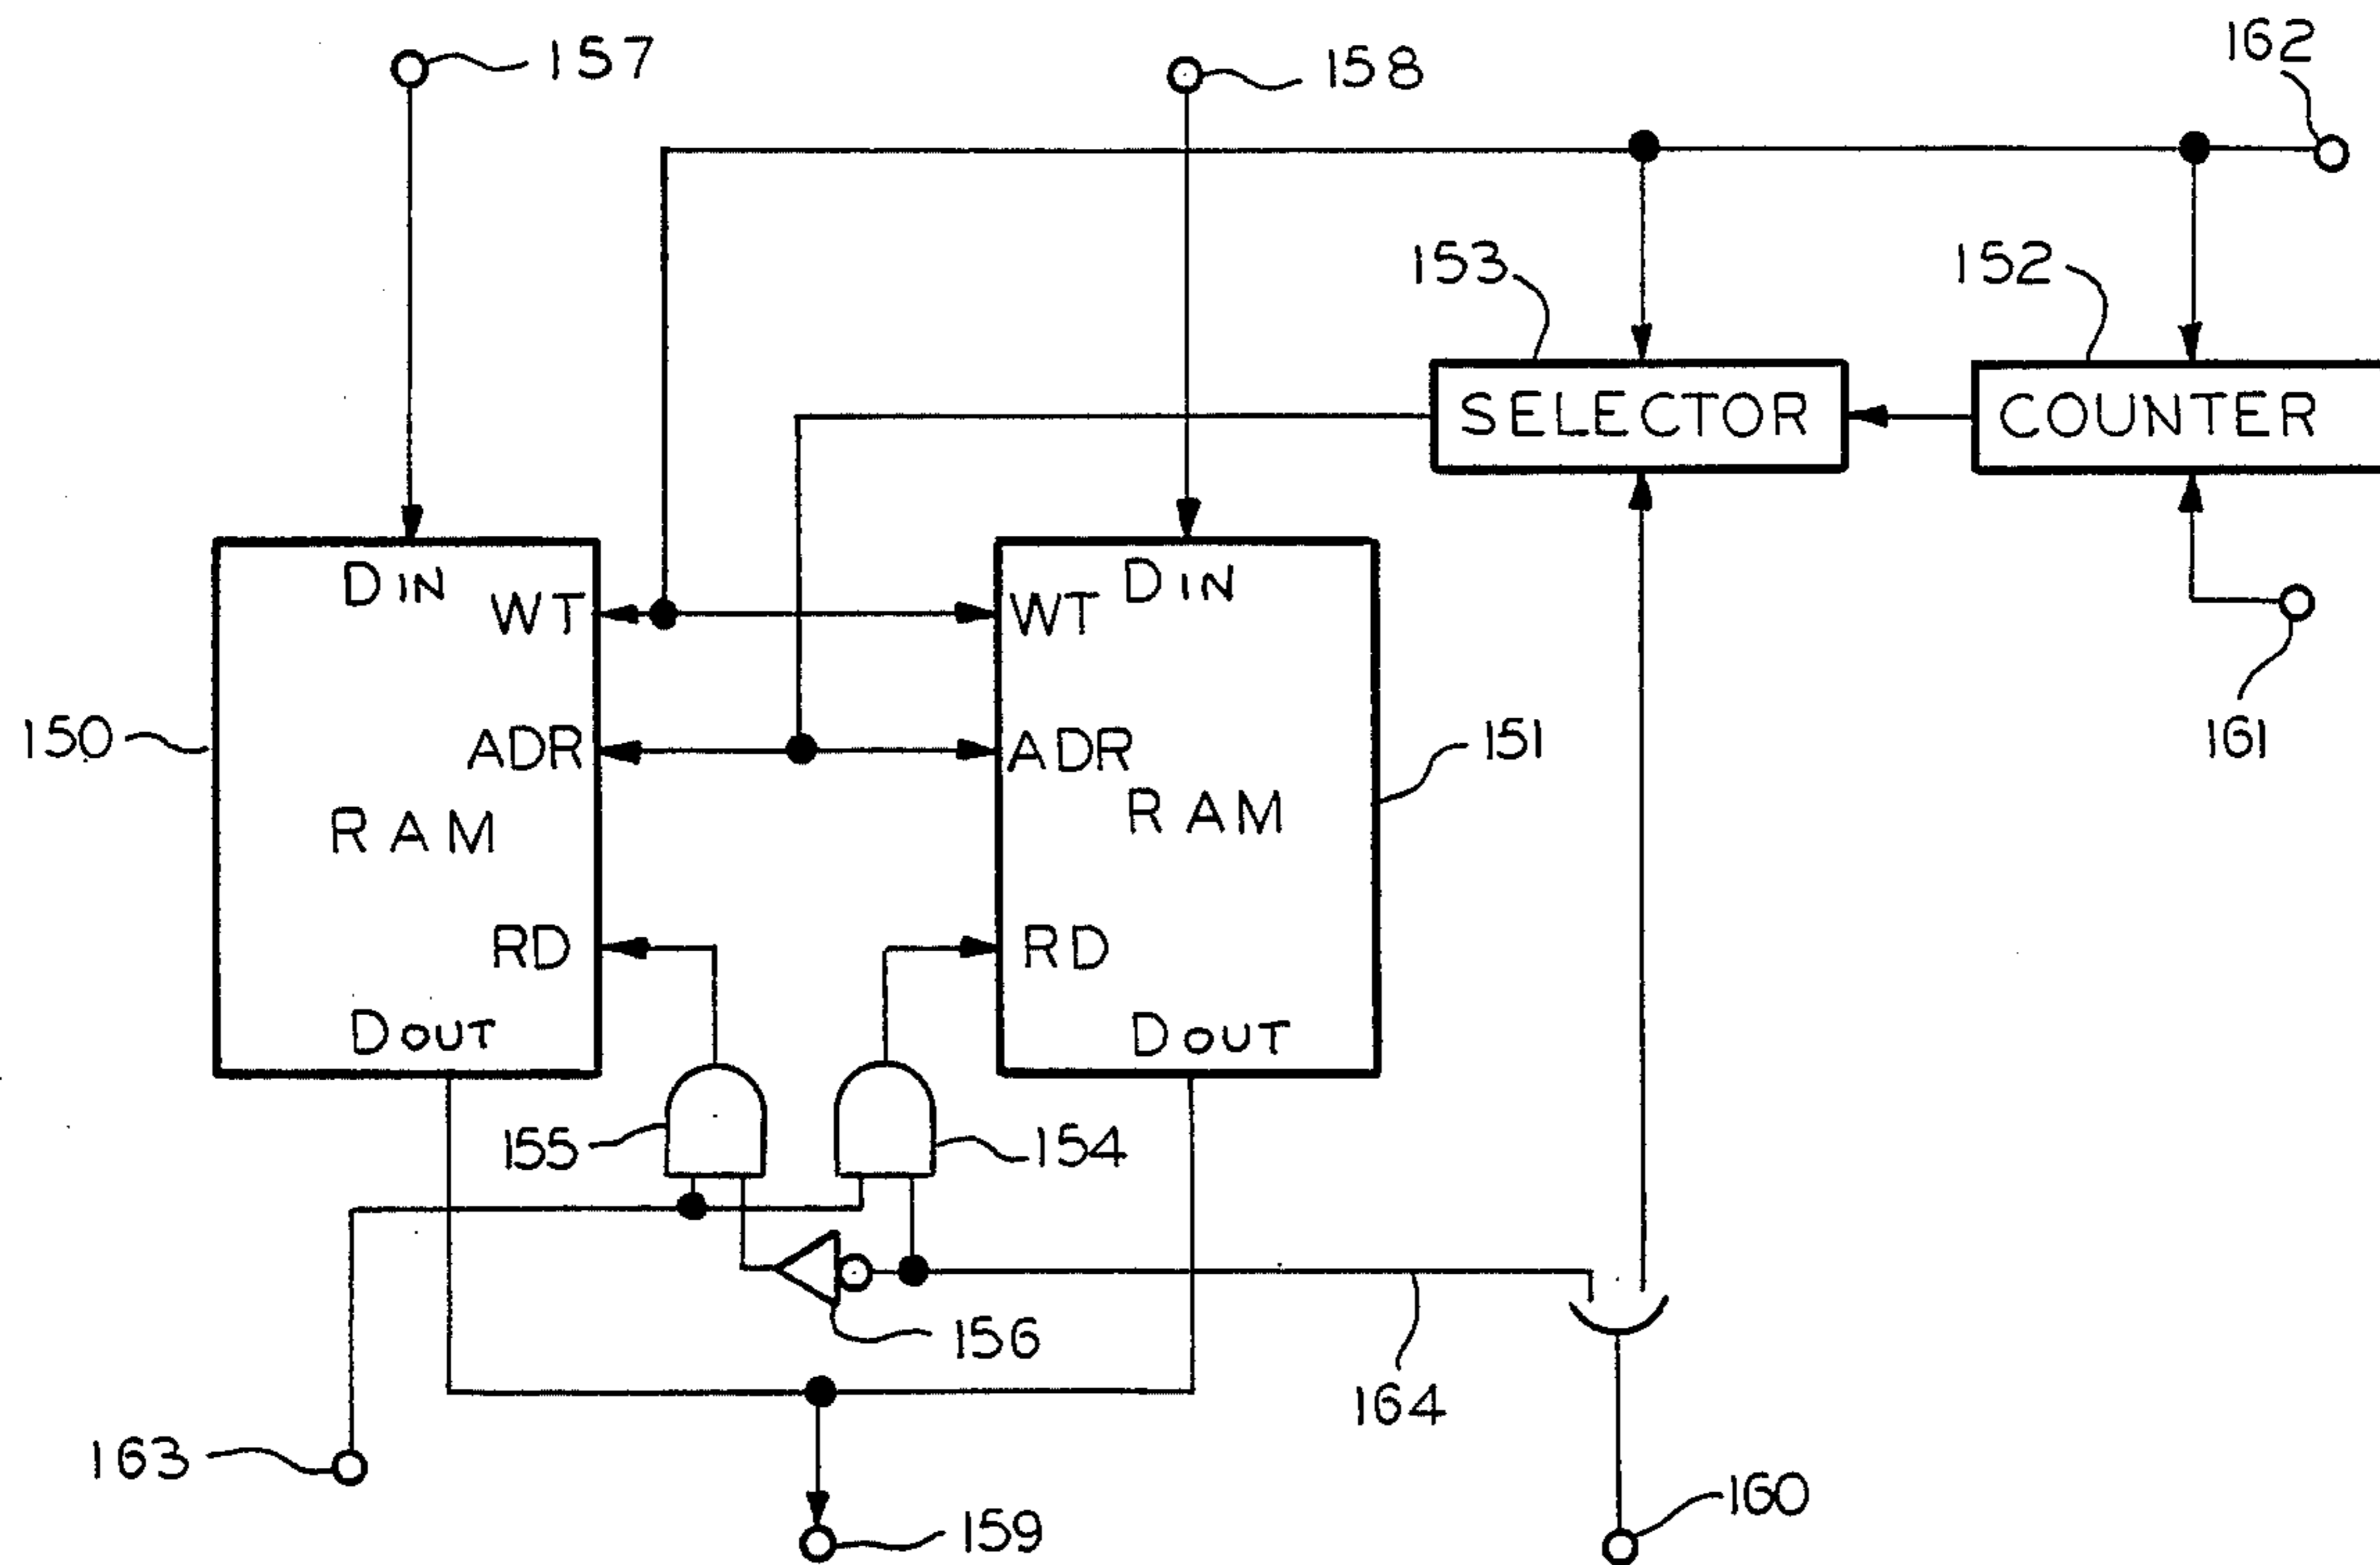 157
158
162
153
152
SELECTOR
COUNTER
DIN
WT
WT
DIN
161
150
ADR
ADR
151
RAM
RAM
RD
RD
DOUT
DOUT
155
154
156
164
163
159
160